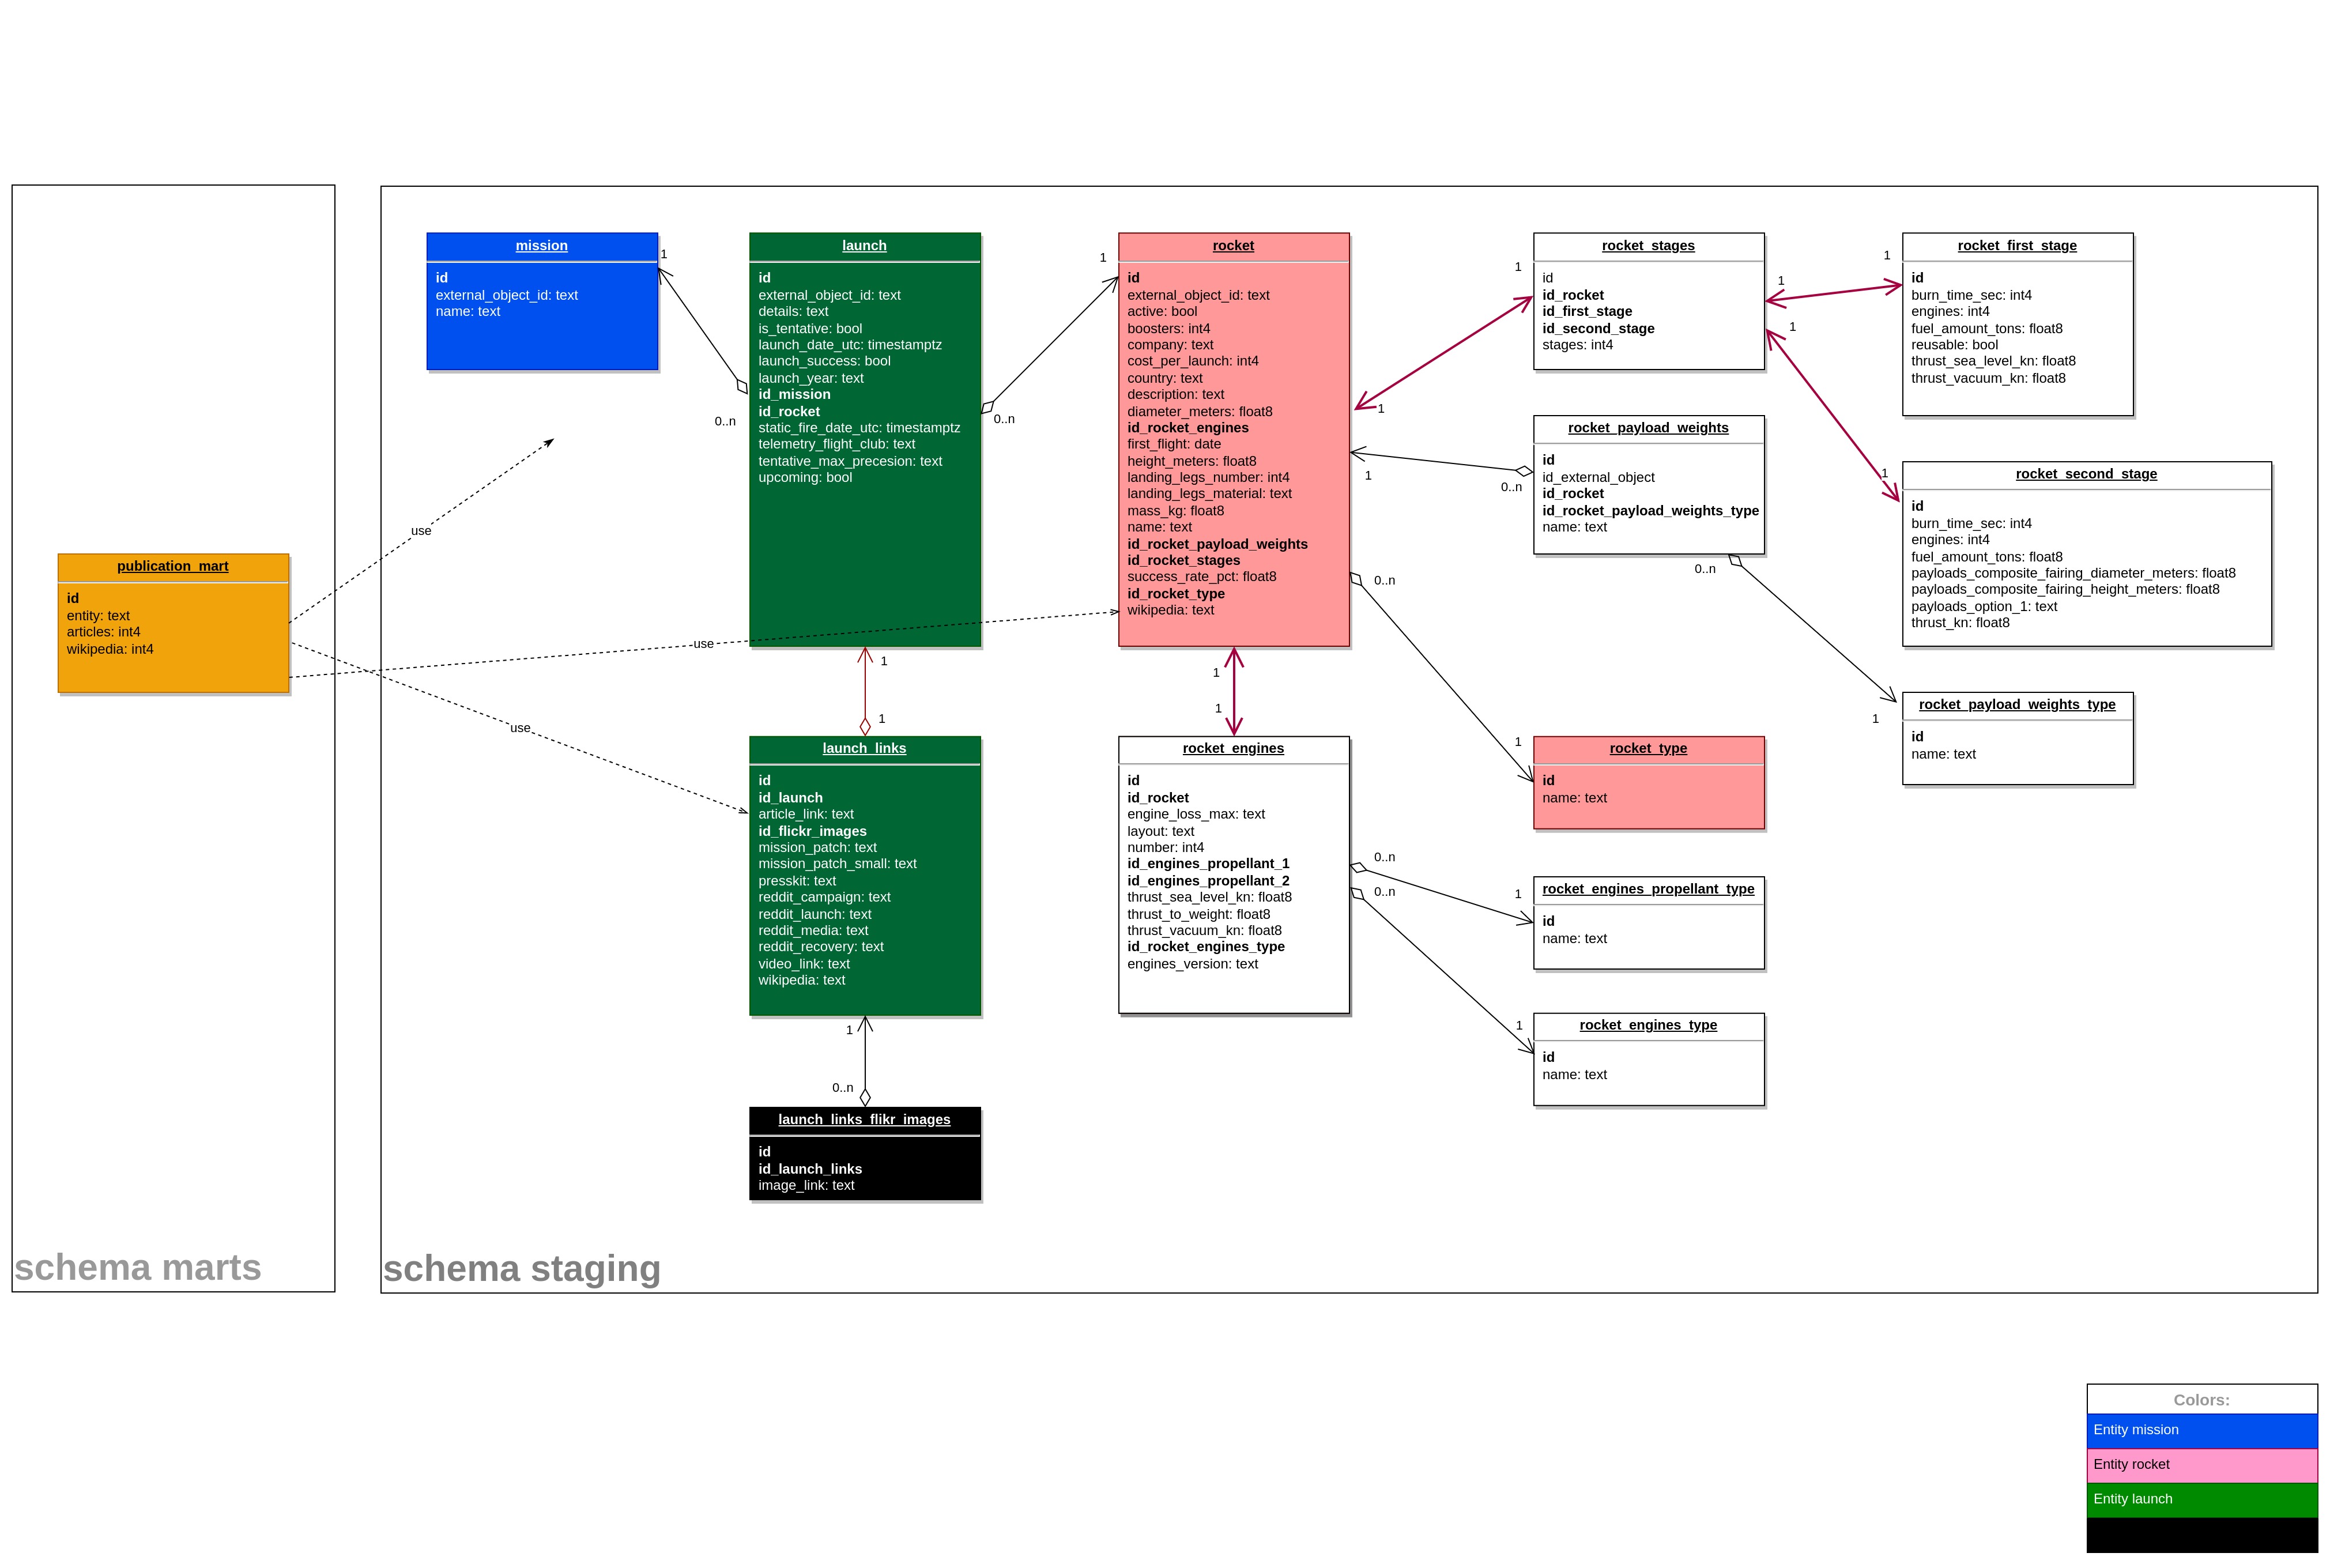 mission
id
external_object_id: text
name: text
1
0..n
launch
id
external_object_id: text
details: text
is_tentative: bool
launch_date_utc: timestamptz
launch_success: bool
launch_year: text
id_mission
id_rocket
static_fire_date_utc: timestamptz
telemetry_flight_club: text
tentative_max_precesion: text
upcoming: bool
0..n
1
rocket
id
external_object_id: text
active: bool
boosters: int4
company: text
cost_per_launch: int4
country: text
description: text
diameter_meters: float8
id_rocket_engines
first_flight: date
height_meters: float8
landing_legs_number: int4
landing_legs_material: text
mass_kg: float8
name: text
id_rocket_payload_weights
id_rocket_stages
success_rate_pct: float8
id_rocket_type
wikipedia: text
1
1
rocket_stages
id
id_rocket
id_first_stage
id_second_stage
stages: int4
1
1
rocket_first_stage
id
burn_time_sec: int4
engines: int4
fuel_amount_tons: float8
reusable: bool
thrust_sea_level_kn: float8
thrust_vacuum_kn: float8
1
0..n
rocket_payload_weights
id
id_external_object
id_rocket
id_rocket_payload_weights_type
name: text
1
1
rocket_second_stage
id
burn_time_sec: int4
engines: int4
fuel_amount_tons: float8
payloads_composite_fairing_diameter_meters: float8
payloads_composite_fairing_height_meters: float8
payloads_option_1: text
thrust_kn: float8
use
publication_mart
id
entity: text
articles: int4
wikipedia: int4
use
use
0..n
0..n
1
1
1
1
1
1
rocket_payload_weights_type
id
name: text
launch_links
id
id_launch
article_link: text
id_flickr_images
mission_patch: text
mission_patch_small: text
presskit: text
reddit_campaign: text
reddit_launch: text
reddit_media: text
reddit_recovery: text
video_link: text
wikipedia: text
rocket_engines
id
id_rocket
engine_loss_max: text
layout: text
number: int4
id_engines_propellant_1
id_engines_propellant_2
thrust_sea_level_kn: float8
thrust_to_weight: float8
thrust_vacuum_kn: float8
id_rocket_engines_type
engines_version: text
rocket_type
id
name: text
0..n
0..n
1
rocket_engines_propellant_type
id
name: text
1
rocket_engines_type
id
name: text
1
0..n
launch_links_flikr_images
id
id_launch_links
image_link: text
schema marts
schema staging
Colors:
Entity mission
Entity rocket
Entity launch